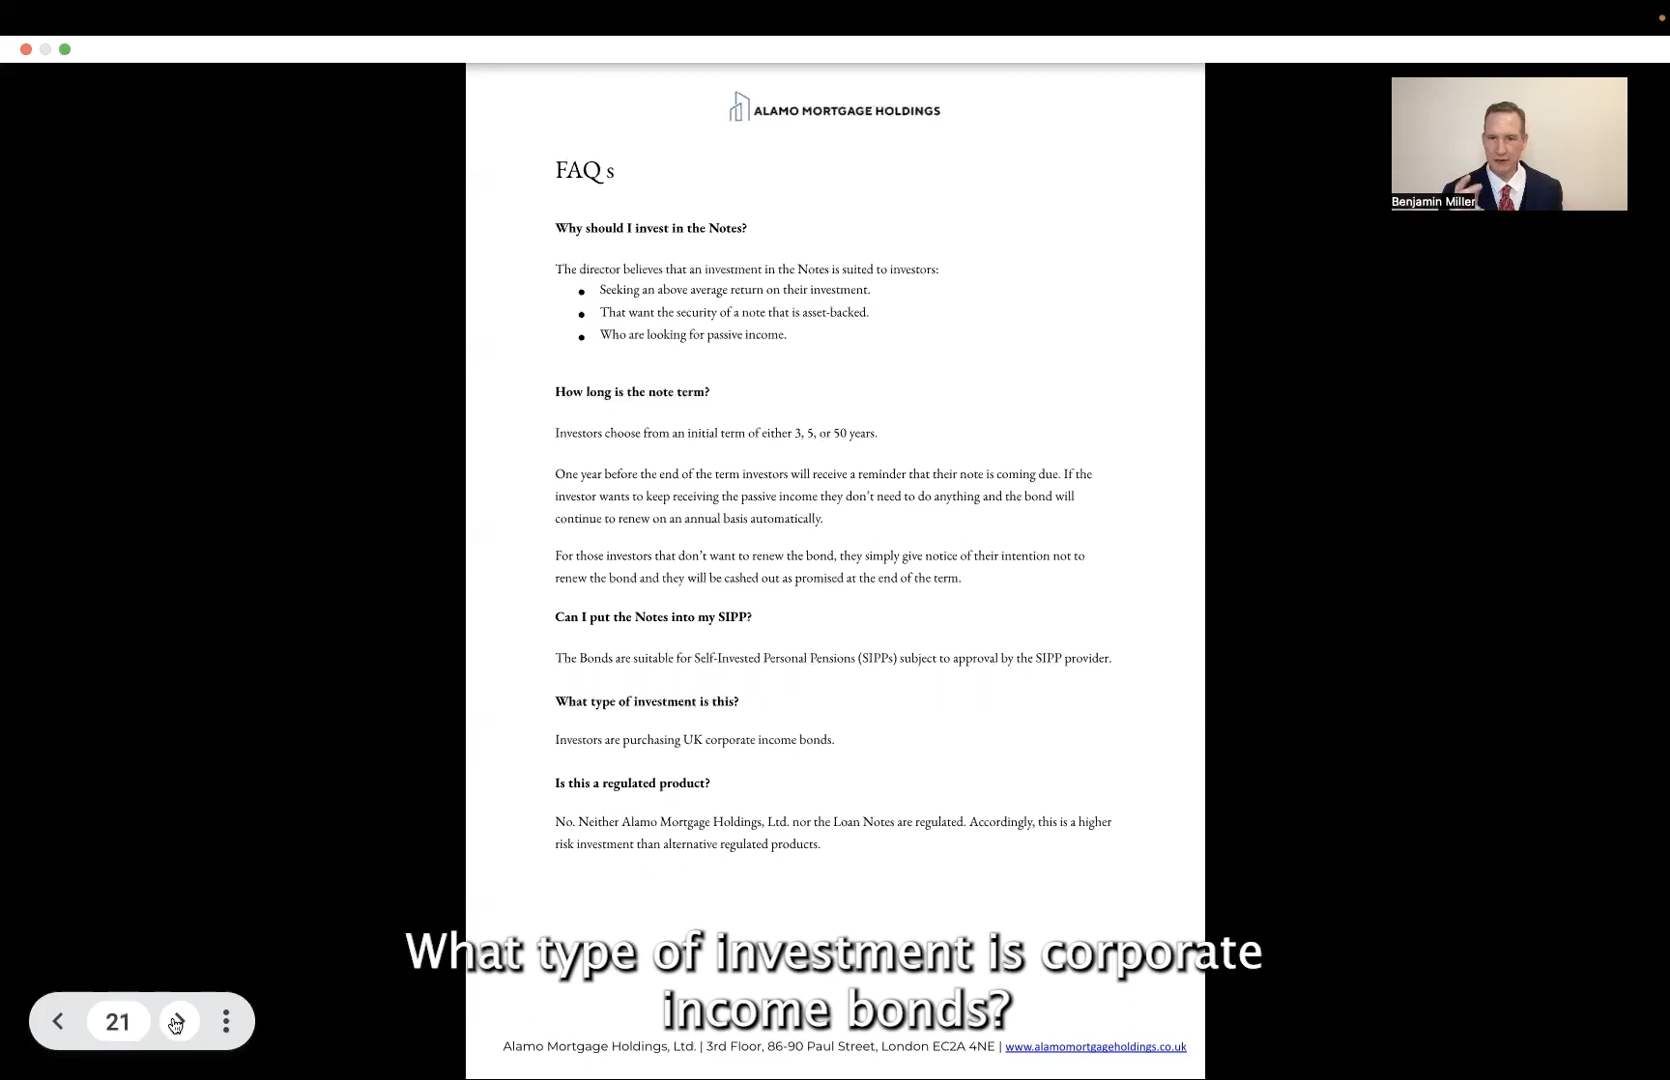 ALAMO MORTGAGE HOLDINGS
Benjamin Miller
FAQ s
Why should I invest in the Notes?
The director believes that an investment in the Notes is suited to investors:
● Seeking an above average return on their investment.
● That want the security of a note that is asset-backed.
● Who are looking for passive income.
How long is the note term?
Investors choose from an initial term of either 3, 5, or 50 years.
One year before the end of the term investors will receive a reminder that their note is coming due. If the
investor wants to keep receiving the passive income they don't need to do anything and the bond will
continue to renew on an annual basis automatically.
For those investors that don't want to renew the bond, they simply give notice of their intention not to
renew the bond and they will be cashed out as promised at the end of the term.
Can I put the Notes into my SIPP?
The Bonds are suitable for Self-Invested Personal Pensions (SIPPs) subject to approval by the SIPP provider.
What type of investment is this?
Investors are purchasing UK corporate income bonds.
Is this a regulated product?
No. Neither Alamo Mortgage Holdings, Ltd. nor the Loan Notes are regulated. Accordingly, this is a higher
risk investment than alternative regulated products.
What type of investment is corporate
income bonds?
21
Alamo Mortgage Holdings, Ltd. | 3rd Floor, 86-90 Paul Street, London EC2A 4NE | www.alamomortgageholdings.co.uk